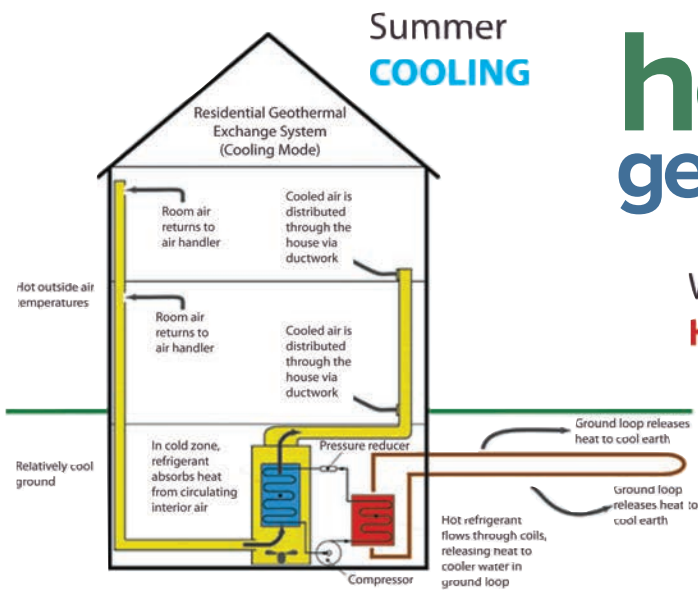 Summer
COOLING
Residential Geothermal
Exchange System
(Cooling Mode)
Room air
returns to
air handler
Cooled air is
distributed
through the
house via
ductwork
Hot outside air
temperatures
Room air
returns to
air handler
Cooled air is
distributed
through the
house via
ductwork
Relatively cool
ground
In cold zone,
refrigerant
absorbs heat
from circulating
interior air
Pressure reducer
Compressor
Hot refrigerant
flows through coils,
releasing heat to
cooler water in
ground loop
Ground loop releases
heat to cool earth
Ground loop
releases heat to
cool earth